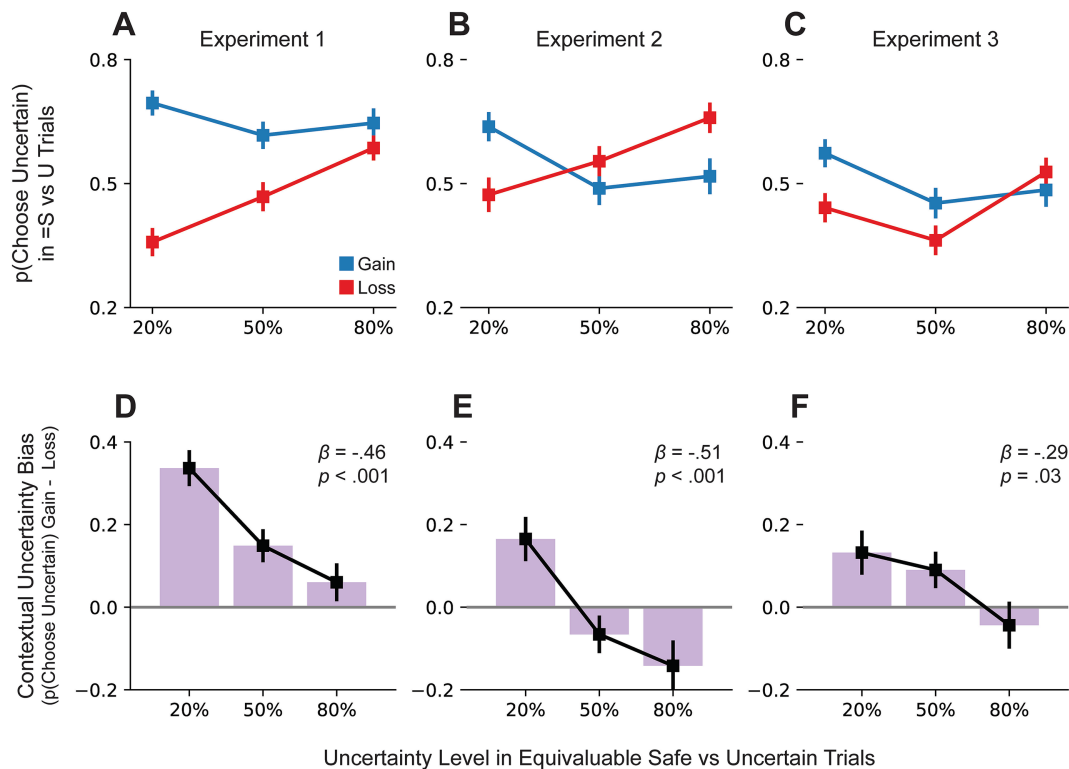 A
Experiment 1
B
Experiment 2
C
Experiment 3
p(Choose Uncertain)
in =S vs U Trials
0.8
0.5
0.2
20%
50%
80%
Gain
Loss
0.8
0.5
0.2
20%
50%
80%
0.8
0.5
0.2
20%
50%
80%
D
E
F
Contextual Uncertainty Bias
(p(Choose Uncertain) Gain - Loss)
0.4
0.2
0.0
−0.2
β = -.46
p < .001
20%
50%
80%
0.4
0.2
0.0
−0.2
β = -.51
p < .001
20%
50%
80%
0.4
0.2
0.0
−0.2
β = -.29
p = .03
20%
50%
80%
Uncertainty Level in Equivaluable Safe vs Uncertain Trials